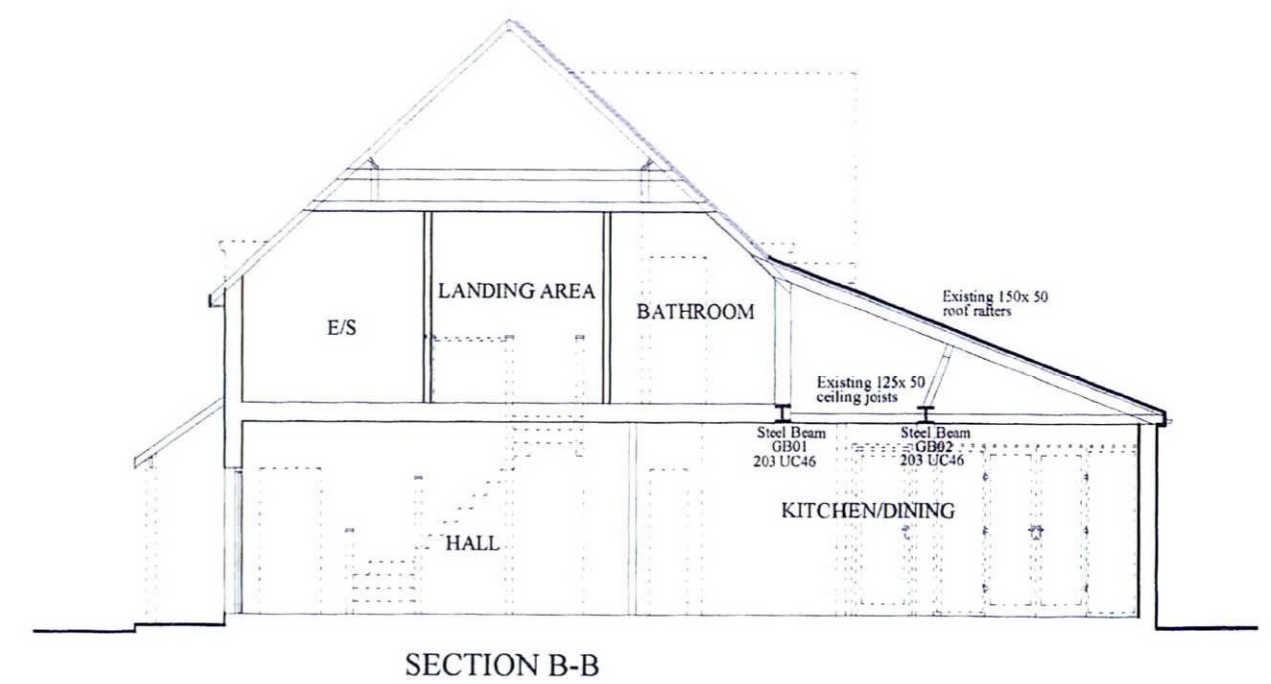 LANDING AREA
E/S
BATHROOM
Existing 150x 50
roof rafters
Existing 125x 50
ceiling joists
Steel Beam
GB01
203 UC46
Steel Beam
GB02
203 UC46
KITCHEN/DINING
HALL
SECTION B-B